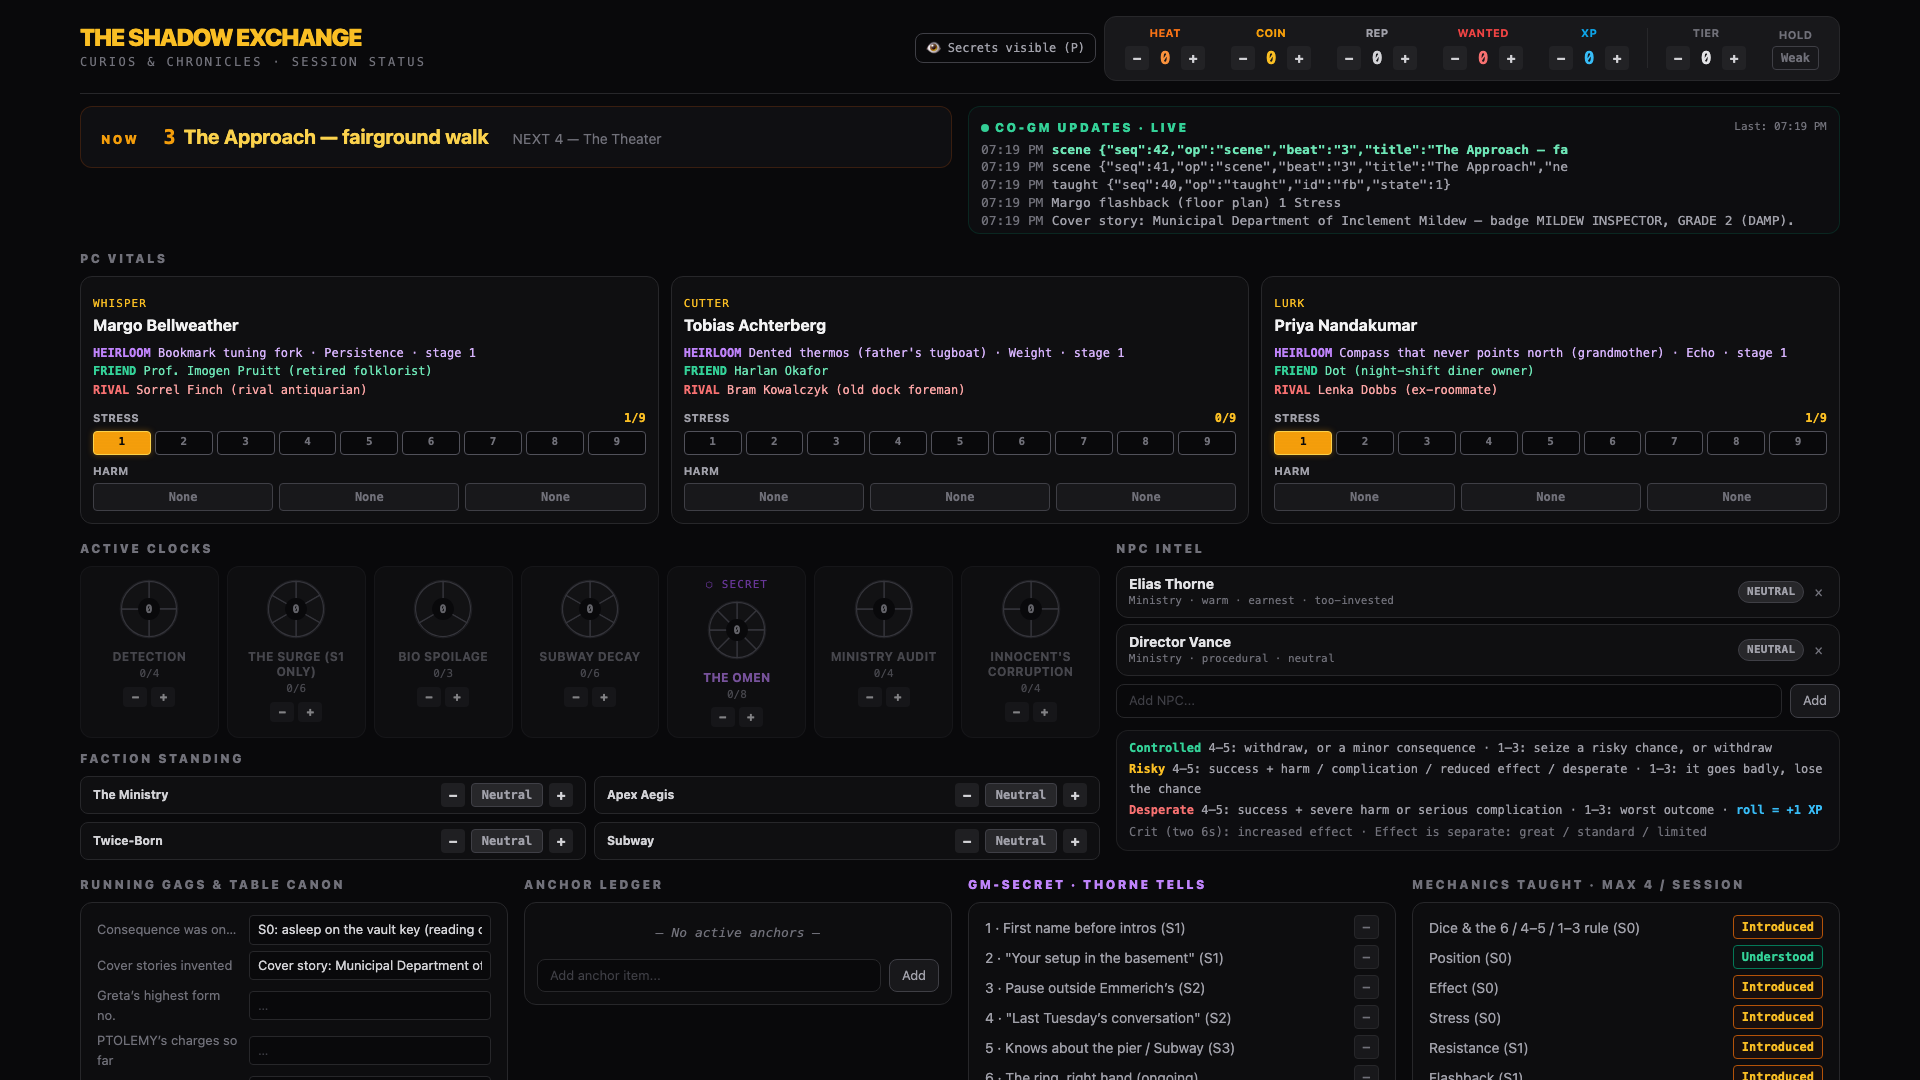 THE SHADOW EXCHANGE
CURIOS & CHRONICLES · SESSION STATUS
Secrets visible (P)
HEAT
− 0 +
COIN
− 0 +
REP
− 0 +
WANTED
− 0 +
XP
− 0 +
TIER
− 0 +
HOLD
Weak
NOW 3 The Approach — fairground walk NEXT 4 — The Theater
CO-GM UPDATES · LIVE Last: 07:19 PM
07:19 PM scene {"seq":42,"op":"scene","beat":"3","title":"The Approach — fa
07:19 PM scene {"seq":41,"op":"scene","beat":"3","title":"The Approach","ne
07:19 PM taught {"seq":40,"op":"taught","id":"fb","state":1}
07:19 PM Margo flashback (floor plan) 1 Stress
07:19 PM Cover story: Municipal Department of Inclement Mildew — badge MILDEW INSPECTOR, GRADE 2 (DAMP).
PC VITALS
WHISPER
Margo Bellweather
HEIRLOOM Bookmark tuning fork · Persistence · stage 1
FRIEND Prof. Imogen Pruitt (retired folklorist)
RIVAL Sorrel Finch (rival antiquarian)
STRESS 1/9
1 2 3 4 5 6 7 8 9
HARM
None None None
CUTTER
Tobias Achterberg
HEIRLOOM Dented thermos (father's tugboat) · Weight · stage 1
FRIEND Harlan Okafor
RIVAL Bram Kowalczyk (old dock foreman)
STRESS 0/9
1 2 3 4 5 6 7 8 9
HARM
None None None
LURK
Priya Nandakumar
HEIRLOOM Compass that never points north (grandmother) · Echo · stage 1
FRIEND Dot (night-shift diner owner)
RIVAL Lenka Dobbs (ex-roommate)
STRESS 1/9
1 2 3 4 5 6 7 8 9
HARM
None None None
ACTIVE CLOCKS
0
DETECTION
0/4
− +
0
THE SURGE (S1
ONLY)
0/6
− +
0
BIO SPOILAGE
0/3
− +
0
SUBWAY DECAY
0/6
− +
○ SECRET
0
THE OMEN
0/8
− +
0
MINISTRY AUDIT
0/4
− +
0
INNOCENT'S
CORRUPTION
0/4
− +
NPC INTEL
Elias Thorne
Ministry · warm · earnest · too-invested
NEUTRAL ×
Director Vance
Ministry · procedural · neutral
NEUTRAL ×
Add NPC... Add
Controlled 4–5: withdraw, or a minor consequence · 1–3: seize a risky chance, or withdraw
Risky 4–5: success + harm / complication / reduced effect / desperate · 1–3: it goes badly, lose
the chance
Desperate 4–5: success + severe harm or serious complication · 1–3: worst outcome · roll = +1 XP
Crit (two 6s): increased effect · Effect is separate: great / standard / limited
FACTION STANDING
The Ministry − Neutral +
Apex Aegis − Neutral +
Twice-Born − Neutral +
Subway − Neutral +
RUNNING GAGS & TABLE CANON
Consequence was on... S0: asleep on the vault key (reading c
Cover stories invented Cover story: Municipal Department of
Greta's highest form
no.
...
PTOLEMY's charges so
far
...
ANCHOR LEDGER
— No active anchors —
Add anchor item... Add
GM-SECRET · THORNE TELLS
1 · First name before intros (S1) −
2 · "Your setup in the basement" (S1) −
3 · Pause outside Emmerich's (S2) −
4 · "Last Tuesday's conversation" (S2) −
5 · Knows about the pier / Subway (S3) −
6 · The ring, right hand (ongoing) −
MECHANICS TAUGHT · MAX 4 / SESSION
Dice & the 6 / 4–5 / 1–3 rule (S0) Introduced
Position (S0) Understood
Effect (S0) Introduced
Stress (S0) Introduced
Resistance (S1) Introduced
Flashback (S1) Introduced